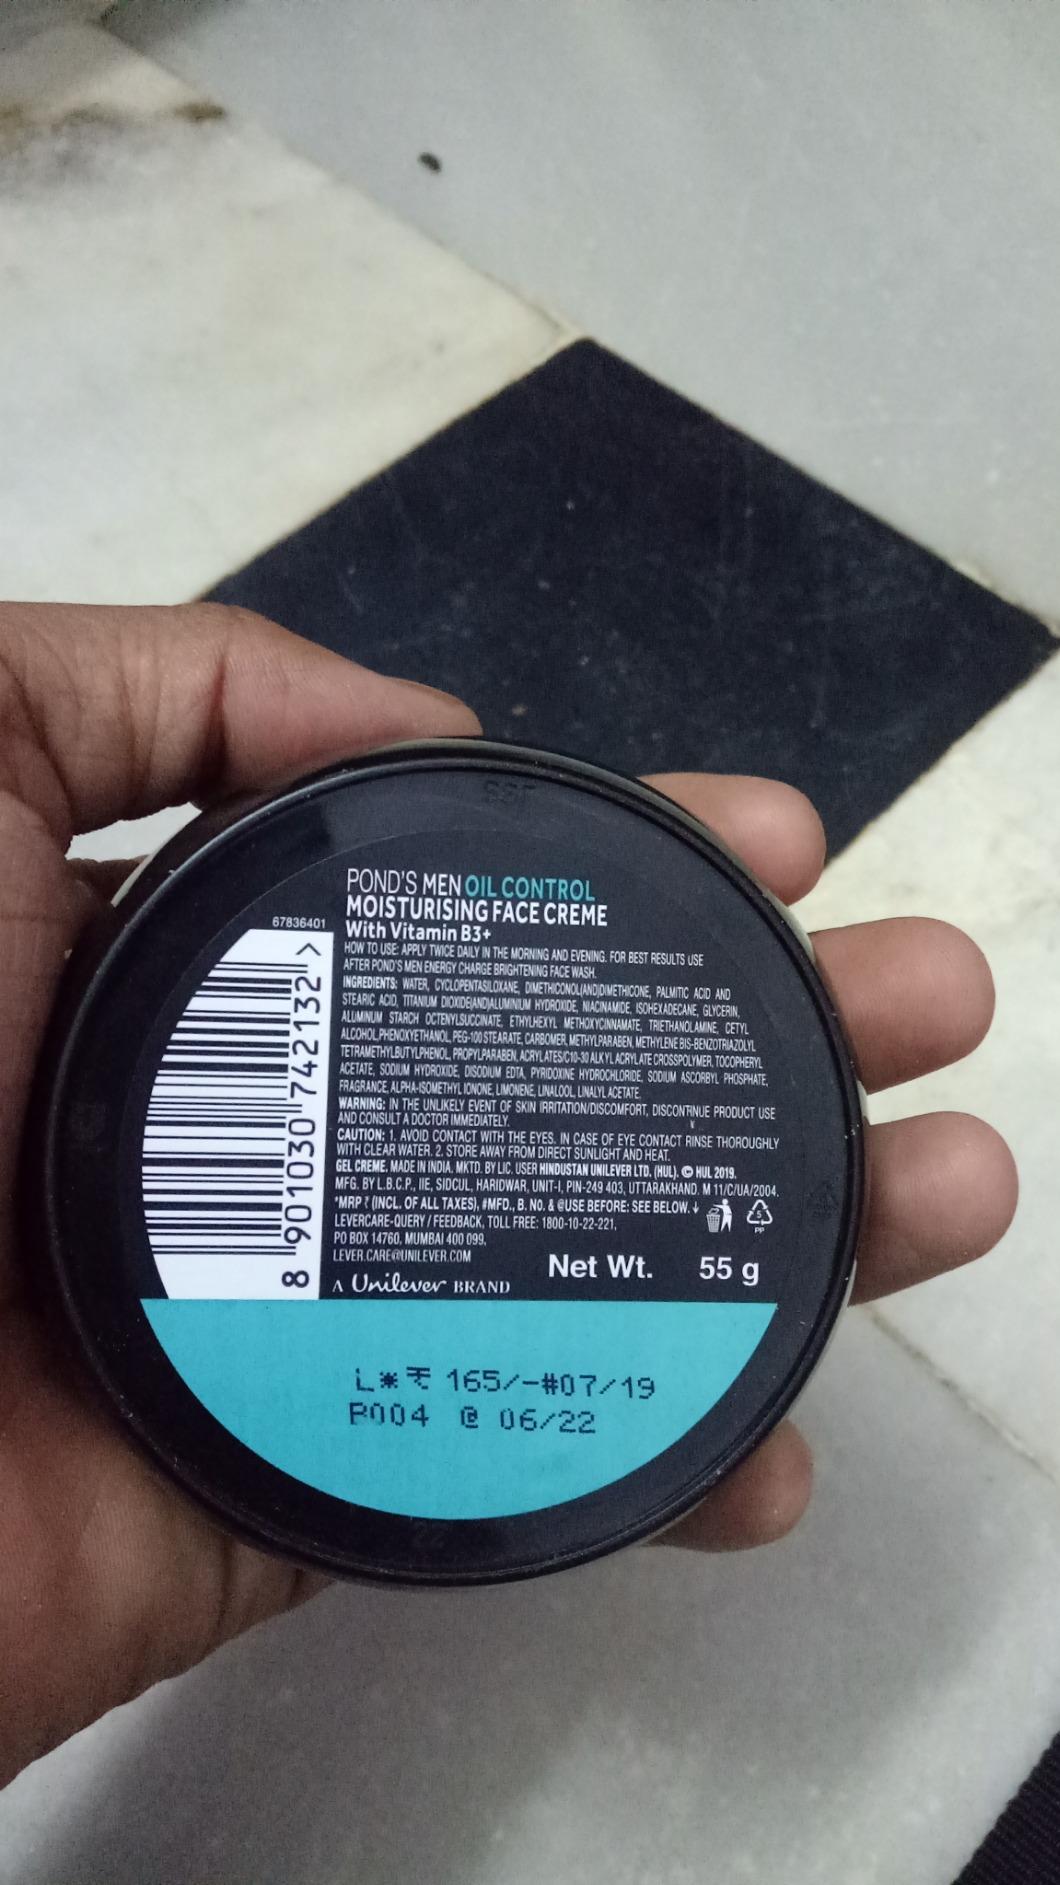 POND'S MEN OIL CONTROL
MOISTURISING FACE CREME
With Vitamin B3+
HOW TO USE: APPLY TWICE DAILY IN THE MORNING AND EVENING. FOR BEST RESULTS USE
AFTER POND'S MEN ENERGY CHARGE BRIGHTENING FACE WASH.
INGREDIENTS: WATER, CYCLOPENTASILOXANE, DIMETHICONOL(AND)DIMETHICONE, PALMITIC ACID AND
STEARIC ACID, TITANIUM DIOXIDE(AND)ALUMINIUM HYDROXIDE, NIACINAMIDE, ISOHEXADECANE, GLYCERIN,
ALUMINUM STARCH OCTENYLSUCCINATE, ETHYLHEXYL METHOXYCINNAMATE, TRIETHANOLAMINE, CETYL
ALCOHOL,PHENOXYETHANOL, PEG-100 STEARATE, CARBOMER, METHYLPARABEN, METHYLENE BIS-BENZOTRIAZOLYL
TETRAMETHYLBUTYLPHENOL, PROPYLPARABEN, ACRYLATES/C10-30 ALKYL ACRYLATE CROSSPOLYMER, TOCOPHERYL
ACETATE, SODIUM HYDROXIDE, DISODIUM EDTA, PYRIDOXINE HYDROCHLORIDE, SODIUM ASCORBYL PHOSPHATE,
FRAGRANCE, ALPHA-ISOMETHYL IONONE, LIMONENE, LINALOOL, LINALYL ACETATE.
WARNING: IN THE UNLIKELY EVENT OF SKIN IRRITATION/DISCOMFORT, DISCONTINUE PRODUCT USE
AND CONSULT A DOCTOR IMMEDIATELY.
CAUTION: 1. AVOID CONTACT WITH THE EYES. IN CASE OF EYE CONTACT RINSE THOROUGHLY
WITH CLEAR WATER. 2. STORE AWAY FROM DIRECT SUNLIGHT AND HEAT.
GEL CREME. MADE IN INDIA. MKTD. BY LIC. USER HINDUSTAN UNILEVER LTD. (HUL). © HUL 2019.
MFG. BY L.B.C.P., IIE, SIDCUL, HARIDWAR, UNIT-I, PIN-249 403, UTTARAKHAND. M 11/C/UA/2004.
*MRP ₹ (INCL. OF ALL TAXES), #MFD., B. No. & @USE BEFORE: SEE BELOW. ↓
LEVERCARE-QUERY / FEEDBACK, TOLL FREE: 1800-10-22-221,
PO BOX 14760, MUMBAI 400 099,
LEVER.CARE@UNILEVER.COM
Net Wt. 55 g
A Unilever BRAND
67836401
8 901030 742132 >
5
PP
L*₹ 165/-#07/19
B004 @ 06/22